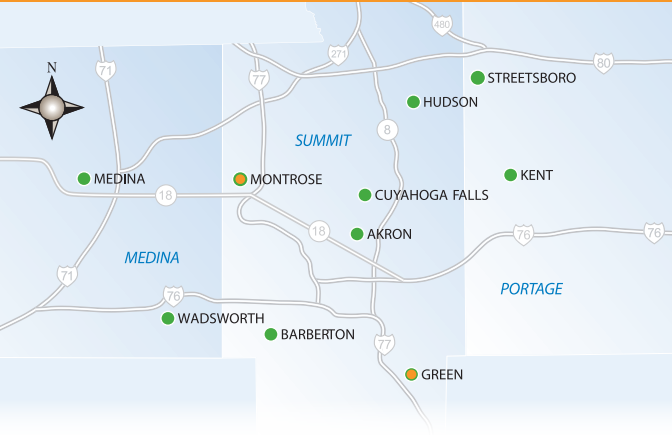 480
271
80
71
77
N
STREETSBORO
HUDSON
8
SUMMIT
KENT
MEDINA
MONTROSE
18
CUYAHOGA FALLS
18
AKRON
76
76
MEDINA
71
PORTAGE
76
WADSWORTH
BARBERTON
77
GREEN